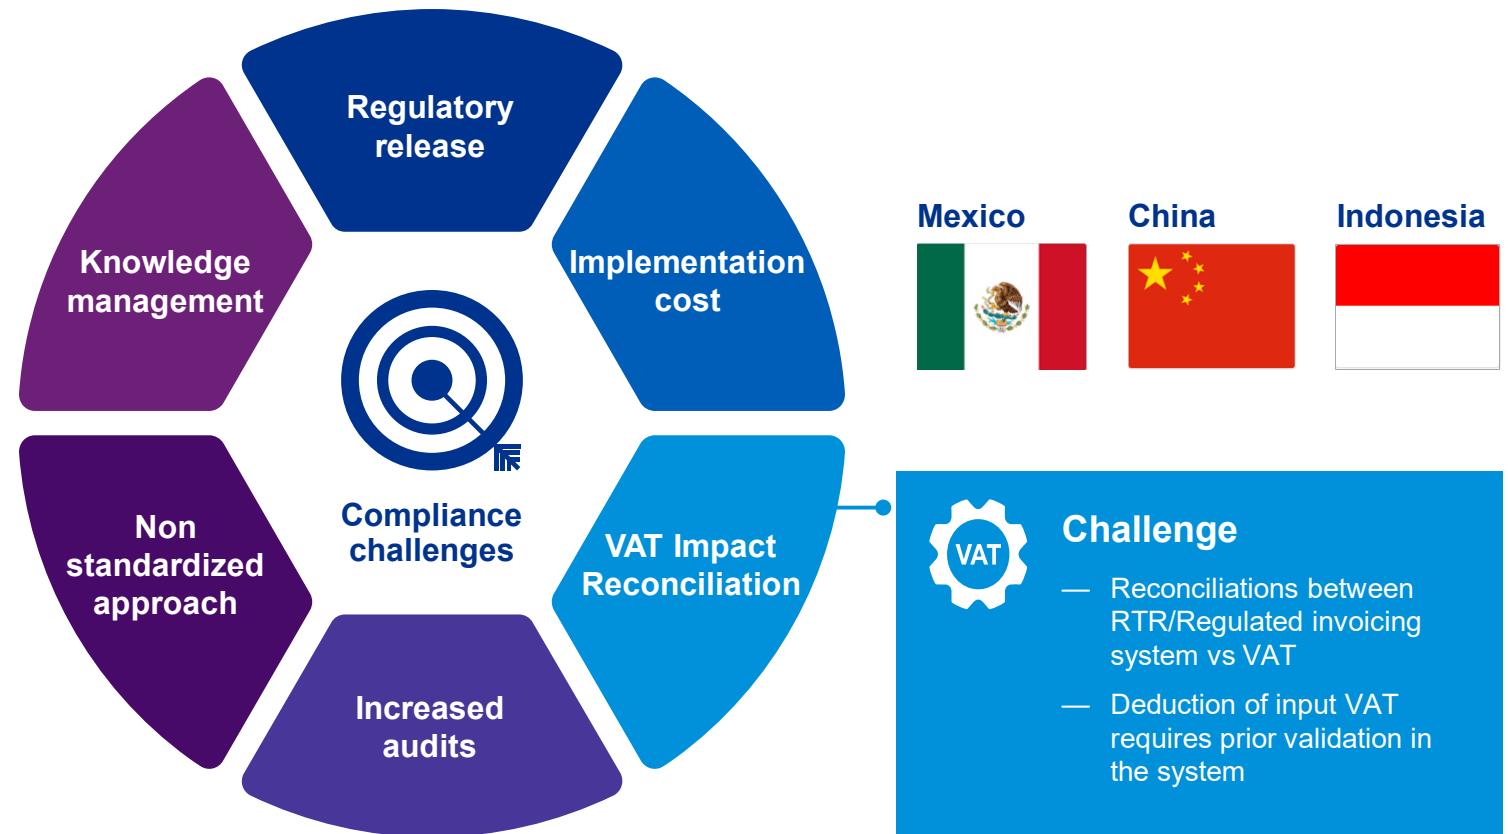 Regulatory
release
Implementation
cost
VAT Impact
Reconciliation
Increased
audits
Non
standardized
approach
Knowledge
management
Compliance
challenges
Mexico
China
Indonesia
VAT
Challenge
— Reconciliations between
RTR/Regulated invoicing
system vs VAT
— Deduction of input VAT
requires prior validation in
the system